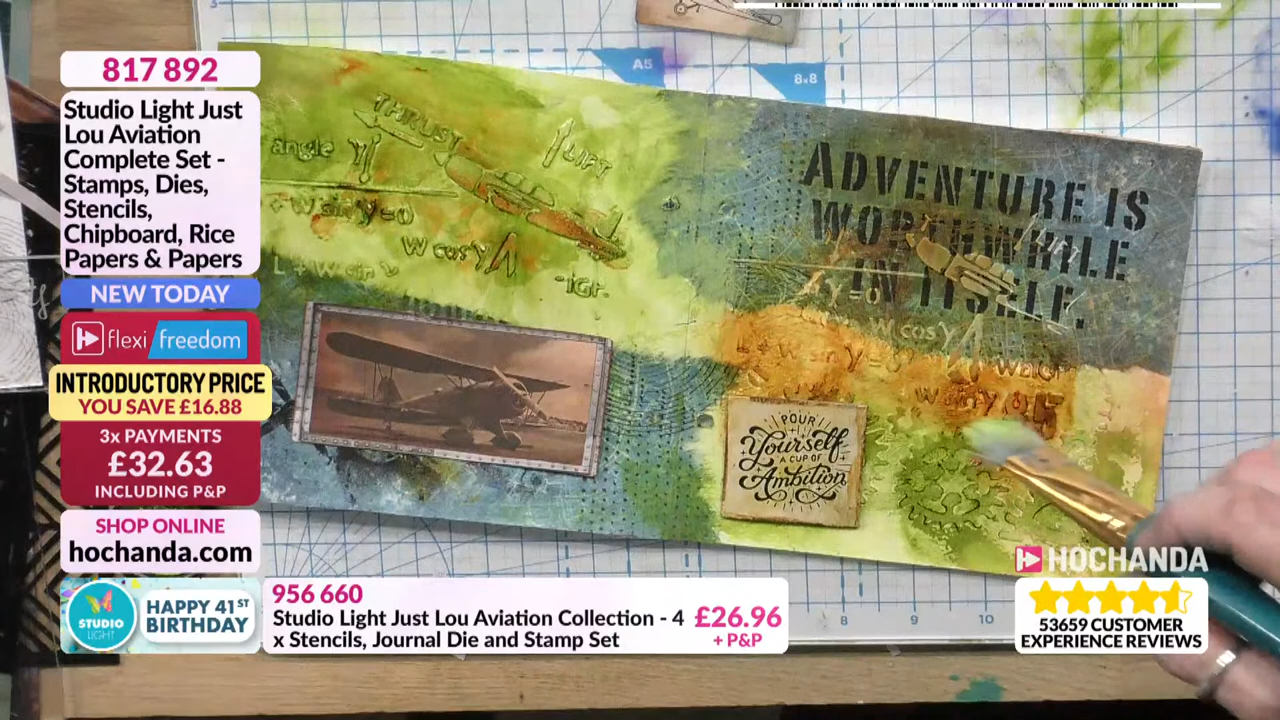 817 892
Studio Light Just
Lou Aviation
Complete Set -
Stamps, Dies,
Stencils,
Chipboard, Rice
Papers & Papers
NEW TODAY
flexi freedom
INTRODUCTORY PRICE
YOU SAVE £16.88
3x PAYMENTS
£32.63
INCLUDING P&P
SHOP ONLINE
hochanda.com
STUDIO
LIGHT
HAPPY 41ST
BIRTHDAY
956 660
Studio Light Just Lou Aviation Collection - 4
x Stencils, Journal Die and Stamp Set
£26.96
+ P&P
HOCHANDA
53659 CUSTOMER
EXPERIENCE REVIEWS
A5
8x8
THRUST
LIFT
angle
W cos γ
ADVENTURE IS
WORTHWHILE
IN ITSELF.
W cos γ
POUR
Yourself
A CUP OF
Ambition
8
9
10